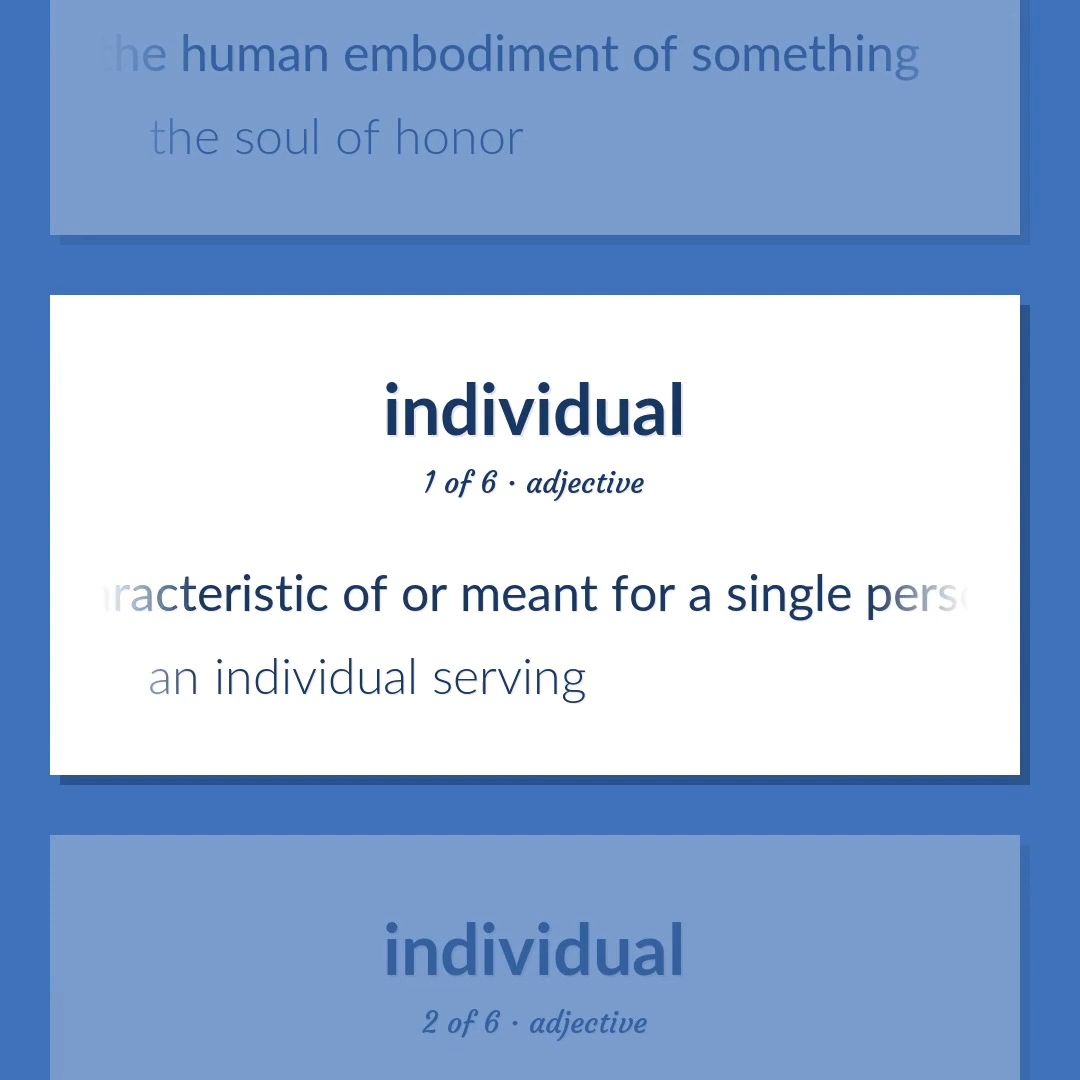 the human embodiment of something
the soul of honor
individual
1 of 6 · adjective
racteristic of or meant for a single pers
an individual serving
individual
2 of 6 · adjective